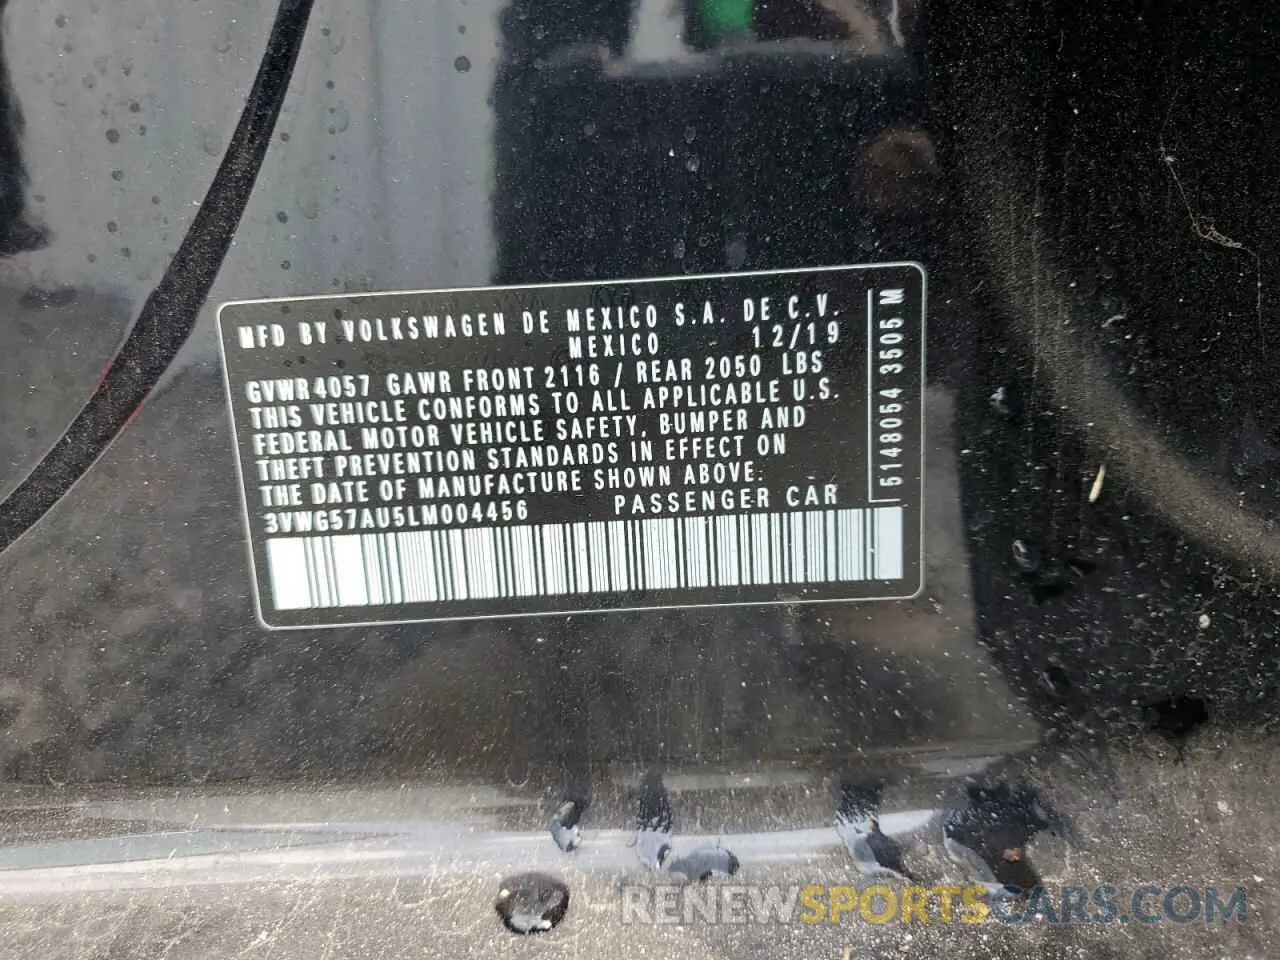 MFD BY VOLKSWAGEN DE MEXICO S.A. DE C.V.
MEXICO - 12/19
GVWR 4057 GAWR FRONT 2116 / REAR 2050 LBS
THIS VEHICLE CONFORMS TO ALL APPLICABLE U.S.
FEDERAL MOTOR VEHICLE SAFETY, BUMPER AND
THEFT PREVENTION STANDARDS IN EFFECT ON
THE DATE OF MANUFACTURE SHOWN ABOVE.
3VWG57AU5LM004456 PASSENGER CAR
5148054 3505 M
RENEWSPORTSCARS.COM